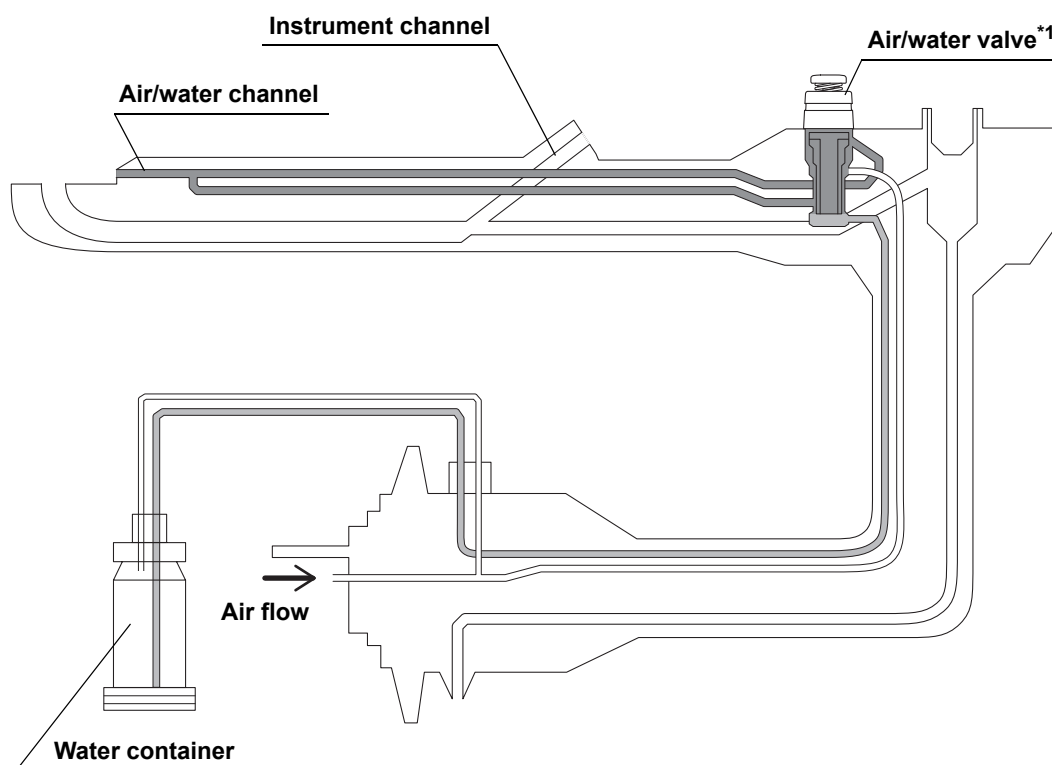 Instrument channel
Air/water valve*1
Air/water channel
Air flow
Water container